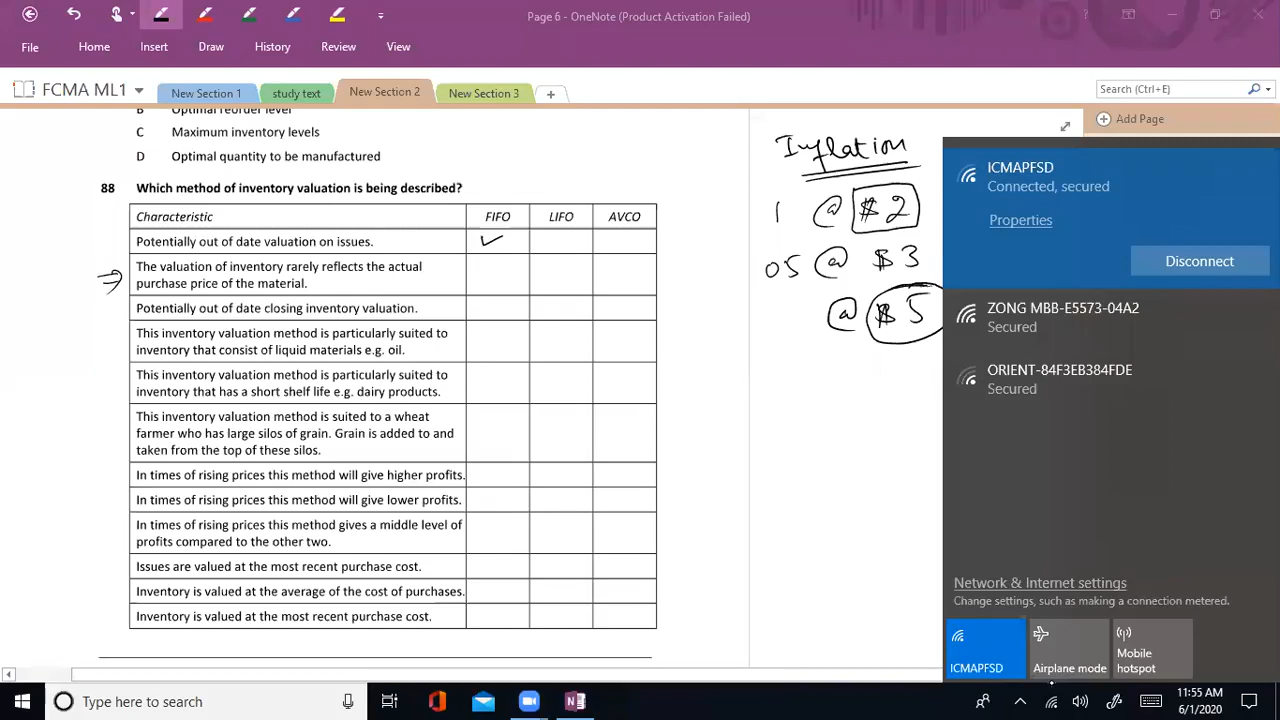 Page 6 - OneNote (Product Activation Failed)
File Home Insert Draw History Review View
FCMA ML1 New Section 1 study text New Section 2 New Section 3
Search (Ctrl+E)
Add Page
B Optimal reorder level
C Maximum inventory levels
D Optimal quantity to be manufactured
88 Which method of inventory valuation is being described?
Characteristic FIFO LIFO AVCO
Potentially out of date valuation on issues. ✓
The valuation of inventory rarely reflects the actual
purchase price of the material.
Potentially out of date closing inventory valuation.
This inventory valuation method is particularly suited to
inventory that consist of liquid materials e.g. oil.
This inventory valuation method is particularly suited to
inventory that has a short shelf life e.g. dairy products.
This inventory valuation method is suited to a wheat
farmer who has large silos of grain. Grain is added to and
taken from the top of these silos.
In times of rising prices this method will give higher profits.
In times of rising prices this method will give lower profits.
In times of rising prices this method gives a middle level of
profits compared to the other two.
Issues are valued at the most recent purchase cost.
Inventory is valued at the average of the cost of purchases.
Inventory is valued at the most recent purchase cost.
Inflation
1 @ $ 2
05 @ $ 3
@ $ 5
ICMAPFSD
Connected, secured
Properties
Disconnect
ZONG MBB-E5573-04A2
Secured
ORIENT-84F3EB384FDE
Secured
Network & Internet settings
Change settings, such as making a connection metered.
ICMAPFSD
Airplane mode
Mobile
hotspot
Type here to search
11:55 AM
6/1/2020